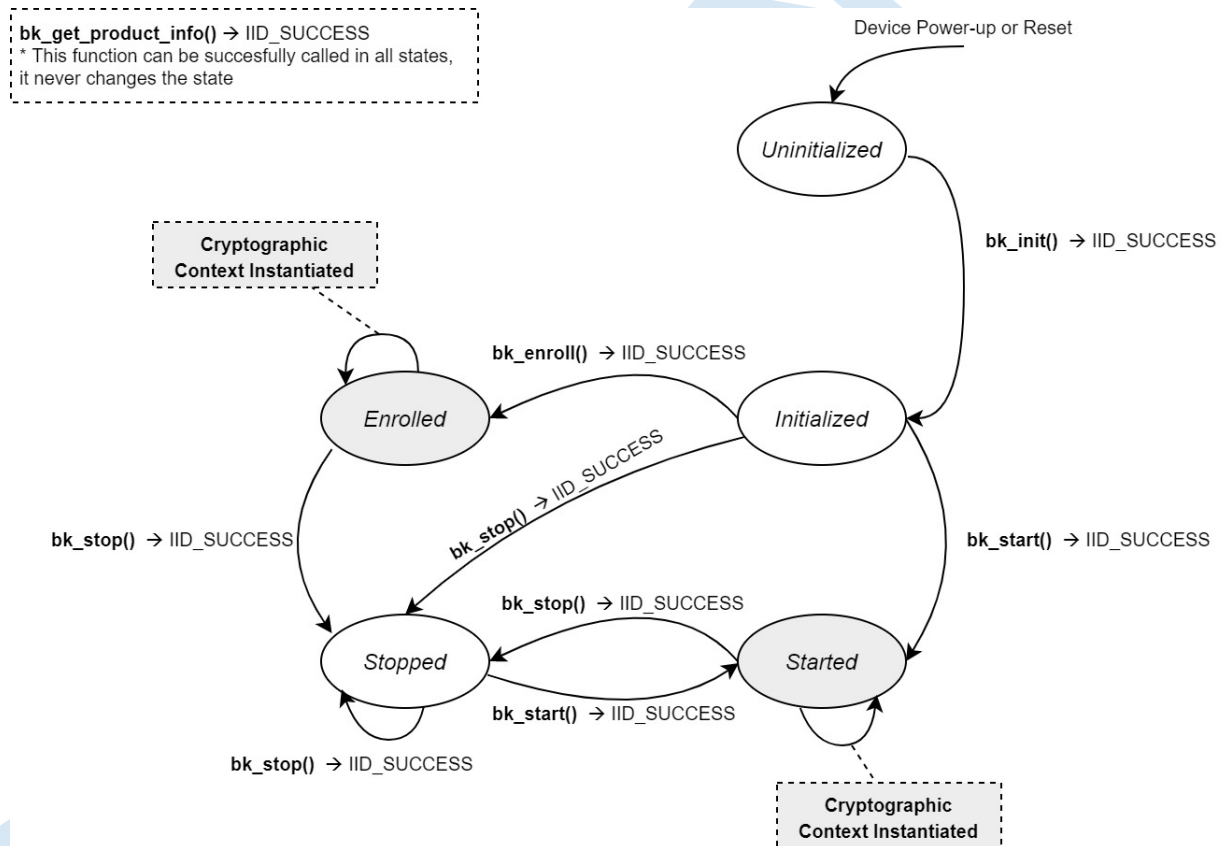 bk_get_product_info() → IID_SUCCESS
* This function can be succesfully called in all states,
it never changes the state
Device Power-up or Reset
Uninitialized
bk_init() → IID_SUCCESS
Cryptographic
Context Instantiated
bk_enroll() → IID_SUCCESS
Enrolled
Initialized
bk_stop() → IID_SUCCESS
bk_stop() → IID_SUCCESS
bk_start() → IID_SUCCESS
bk_stop() → IID_SUCCESS
Stopped
Started
bk_start() → IID_SUCCESS
bk_stop() → IID_SUCCESS
Cryptographic
Context Instantiated